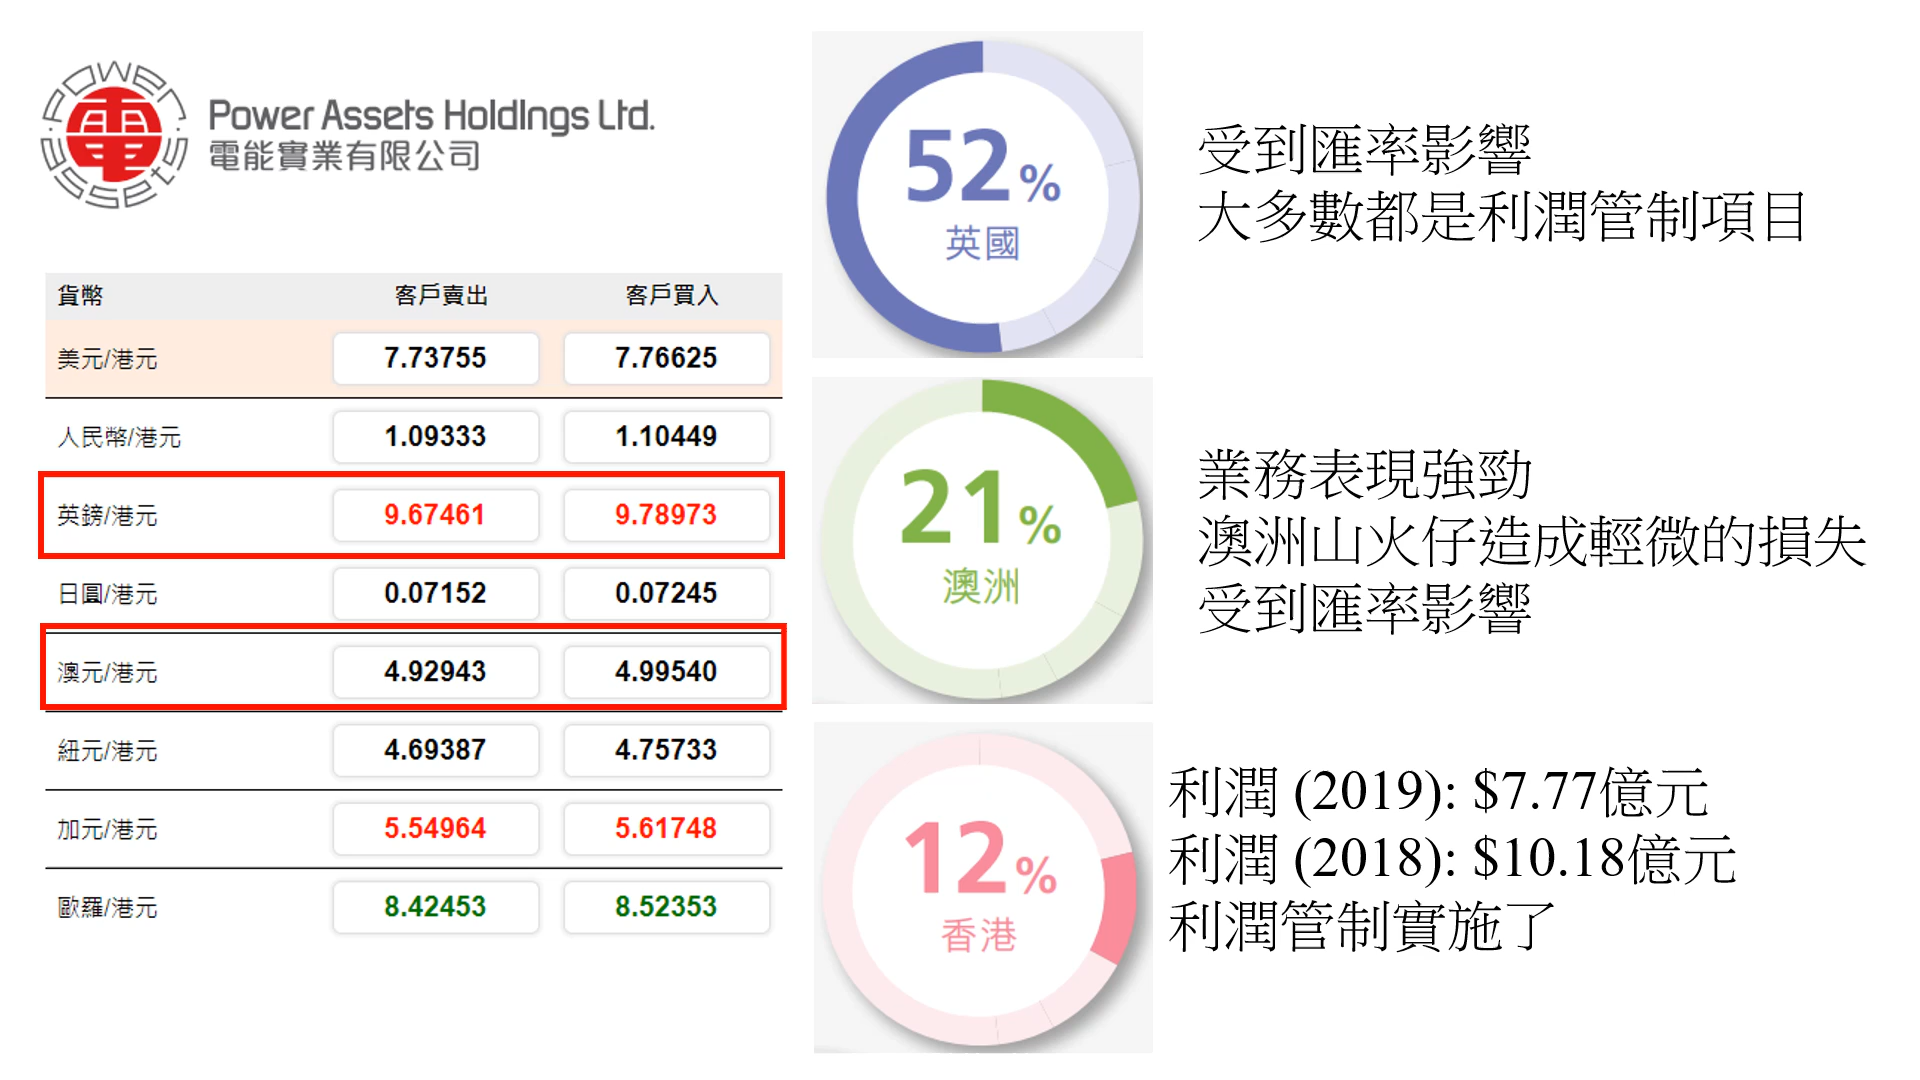 Power Assets Holdings Ltd.
電能實業有限公司
貨幣 客戶賣出 客戶買入
美元/港元 7.73755 7.76625
人民幣/港元 1.09333 1.10449
英鎊/港元 9.67461 9.78973
日圓/港元 0.07152 0.07245
澳元/港元 4.92943 4.99540
紐元/港元 4.69387 4.75733
加元/港元 5.54964 5.61748
歐羅/港元 8.42453 8.52353
52%
英國
受到匯率影響
大多數都是利潤管制項目
21%
澳洲
業務表現強勁
澳洲山火仔造成輕微的損失
受到匯率影響
12%
香港
利潤 (2019): $7.77億元
利潤 (2018): $10.18億元
利潤管制實施了